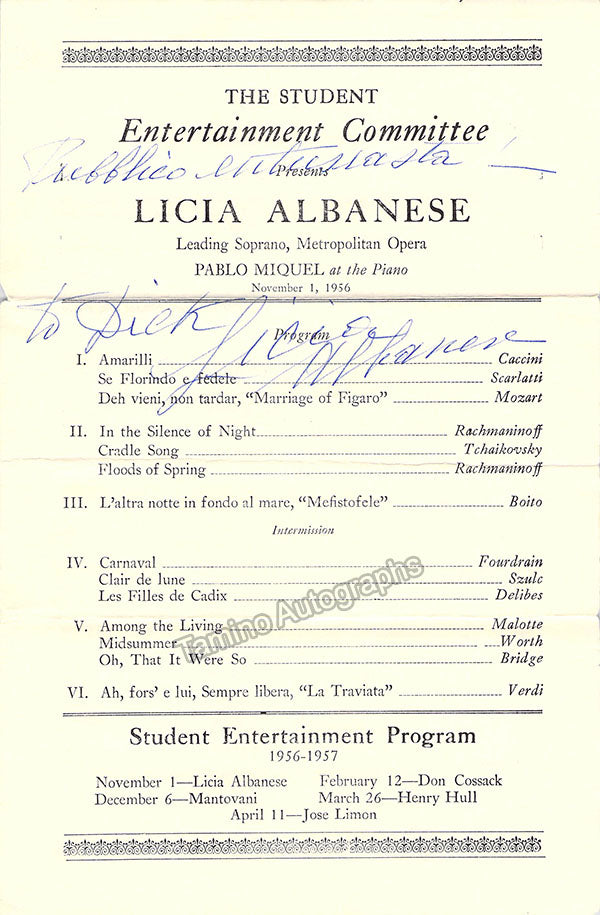 THE STUDENT
Entertainment Committee
Pubblico entusiasta!
Presents
LICIA ALBANESE
Leading Soprano, Metropolitan Opera
PABLO MIQUEL at the Piano
November 1, 1956
to Dick Licia Albanese
Program
I. Amarilli Caccini
Se Florindo e fedele Scarlatti
Deh vieni, non tardar, "Marriage of Figaro" Mozart
II. In the Silence of Night Rachmaninoff
Cradle Song Tchaikovsky
Floods of Spring Rachmaninoff
III. L'altra notte in fondo al mare, "Mefistofele" Boito
Intermission
IV. Carnaval Fourdrain
Clair de lune Szulc
Les Filles de Cadix Delibes
V. Among the Living Malotte
Midsummer Worth
Oh, That It Were So Bridge
Tamino Autographs
VI. Ah, fors' e lui, Sempre libera, "La Traviata" Verdi
Student Entertainment Program
1956-1957
November 1—Licia Albanese February 12—Don Cossack
December 6—Mantovani March 26—Henry Hull
April 11—Jose Limon